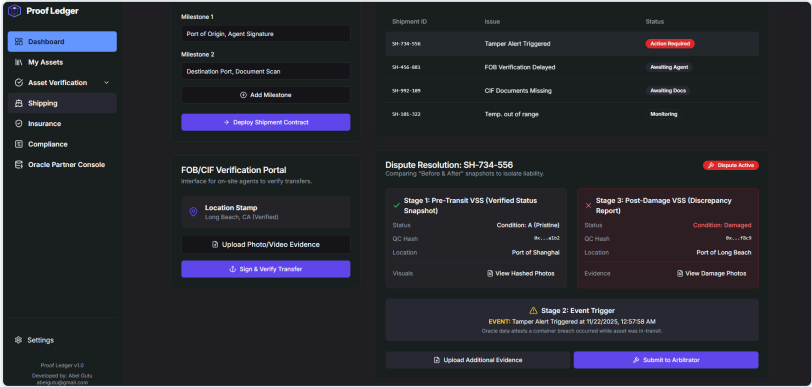 Proof Ledger
Dashboard
My Assets
Asset Verification
Shipping
Insurance
Compliance
Oracle Partner Console
Settings
Proof Ledger v1.0
Developed by: Abel Gutu
abelgutu@gmail.com
Milestone 1
Port of Origin, Agent Signature
Milestone 2
Destination Port, Document Scan
Add Milestone
Deploy Shipment Contract
FOB/CIF Verification Portal
Interface for on-site agents to verify transfers.
Location Stamp
Long Beach, CA (Verified)
Upload Photo/Video Evidence
Sign & Verify Transfer
Shipment ID Issue Status
SH-734-556 Tamper Alert Triggered Action Required
SH-456-881 FOB Verification Delayed Awaiting Agent
SH-992-109 CIF Documents Missing Awaiting Docs
SH-101-322 Temp. out of range Monitoring
Dispute Resolution: SH-734-556 Dispute Active
Comparing "Before & After" snapshots to isolate liability.
Stage 1: Pre-Transit VSS (Verified Status
Snapshot)
Status Condition: A (Pristine)
QC Hash 0x...a1b2
Location Port of Shanghai
Visuals View Hashed Photos
Stage 3: Post-Damage VSS (Discrepancy
Report)
Status Condition: Damaged
QC Hash 0x...f8c9
Location Port of Long Beach
Evidence View Damage Photos
Stage 2: Event Trigger
EVENT: Tamper Alert Triggered at 11/22/2025, 12:57:58 AM
Oracle data attests a container breach occurred while asset was in-transit.
Upload Additional Evidence
Submit to Arbitrator